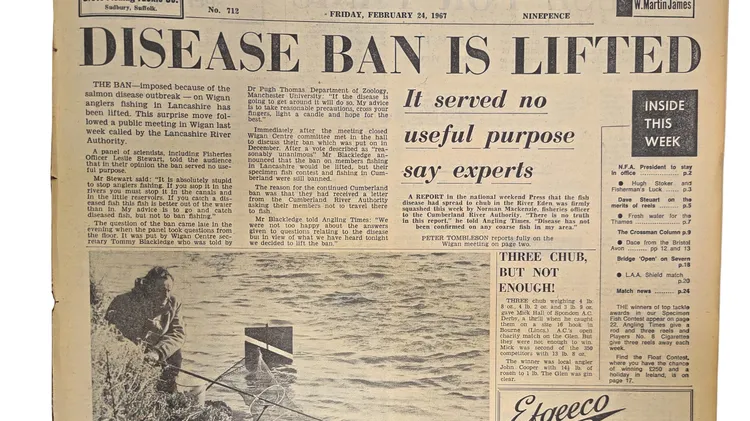 Sudbury, Suffolk.
No. 712
- FRIDAY, FEBRUARY 24, 1967
NINEPENCE
W. Martin James
DISEASE BAN IS LIFTED
THE BAN—imposed because of the
salmon disease outbreak — on Wigan
anglers fishing in Lancashire has
been lifted. This surprise move fol-
lowed a public meeting in Wigan last
week called by the Lancashire River
Authority.
A panel of scientists, including Fisheries
Officer Leslie Stewart, told the audience
that in their opinion the ban served no use-
ful purpose.
Mr Stewart said: "It is absolutely stupid
to stop anglers fishing. If you stop it in the
rivers you must stop it in the canals and
in the little reservoirs. If you catch a dis-
eased fish this fish is better out of the water
than in. My advice is to go on and catch
diseased fish, but not to ban fishing."
The question of the ban came late in the
evening when the panel took questions from
the floor. It was put by Wigan Centre sec-
retary Tommy Blackledge who was told by
Dr Pugh Thomas Department of Zoology,
Manchester University: "If the disease is
going to get around it will do so. My advice
is to take reasonable precautions, cross your
fingers, light a candle and hope for the
best."
Immediately after the meeting closed
Wigan Centre committee met in the hall
to discuss their ban which was put on in
December. After a vote described as "rea-
sonably unanimous" Mr Blackledge an-
nounced that the ban on members fishing
in Lancashire would be lifted, but their
specimen fish contest and fishing in Cum-
berland were still banned.
The reason for the continued Cumberland
ban was that they had received a letter
from the Cumberland River Authority
asking their members not to travel there
to fish.
Mr Blackledge told Angling Times: "We
were not too happy about the answers
given to questions relating to the disease
but in view of what we have heard tonight
we decided to lift the ban."
It served no
useful purpose
say experts
A REPORT in the national weekend Press that the fish
disease had spread to chub in the River Eden was firmly
squashed this week by Norman Mackenzie, fisheries officer
to the Cumberland River Authority. "There is no truth
in this report," he told Angling Times. "Disease has not
been confirmed on any coarse fish in my area."
PETER TOMBLESON reports fully on the
Wigan meeting on page two.
THREE CHUB,
BUT NOT
ENOUGH!
THREE chub weighing 4 lb
8 oz., 4 lb. 2 oz. and 3 lb. 9 oz.
gave Mick Hall of Spondon A.C.
Derby, a thrill when he caught
them on a size 16 hook in
Bourne (Lincs.) A.C.'s open
charity match on the Glen. But
they were not enough to win.
Mick was second of the 350
competitors with 13 lb. 8 oz.
The winner was local angler
John Cooper with 14½ lb. of
roach to 1 lb. The Glen was gin
clear.
INSIDE
THIS
WEEK
N.F.A. President to stay
in office p.2
Hugh Stoker and
Fisherman's Luck p.3
Dave Steuart on the
merits of reels p.5
Fresh water for the
Thames p.7
The Crossman Column p.9
Dace from the Bristol
Avon pp 12 and 13
Bridge 'Open' on Severn
p.18
L.A.A. Shield match
p.20
Match news p.24
THE winners of top tackle
awards in our Specimen
Fish Contest appear on page
22. Angling Times give a
rod and three reels and
Players No. 6 Cigarettes
give three reels away each
week.
Find the Float Contest,
where you have the chance
of winning £250 and a
holiday in Ireland, is on
page 17.
Efgeeco